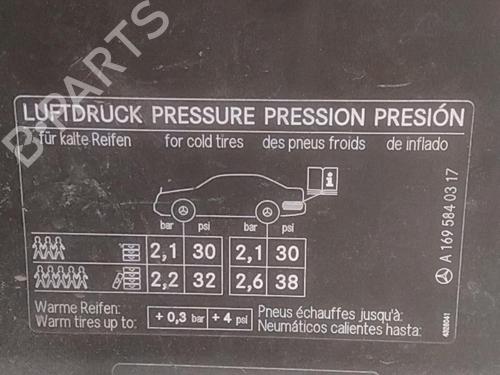 B-PARTS
LUFTDRUCK PRESSURE PRESSION PRESIÓN
für kalte Reifen for cold tires des pneus froids de inflado
i
bar psi bar psi
2,1 30 2,1 30
2,2 32 2,6 38
Warme Reifen: Pneus échauffes jusqu'à:
Warm tires up to: + 0,3 bar + 4 psi Neumáticos calientes hasta:
A 169 584 03 17